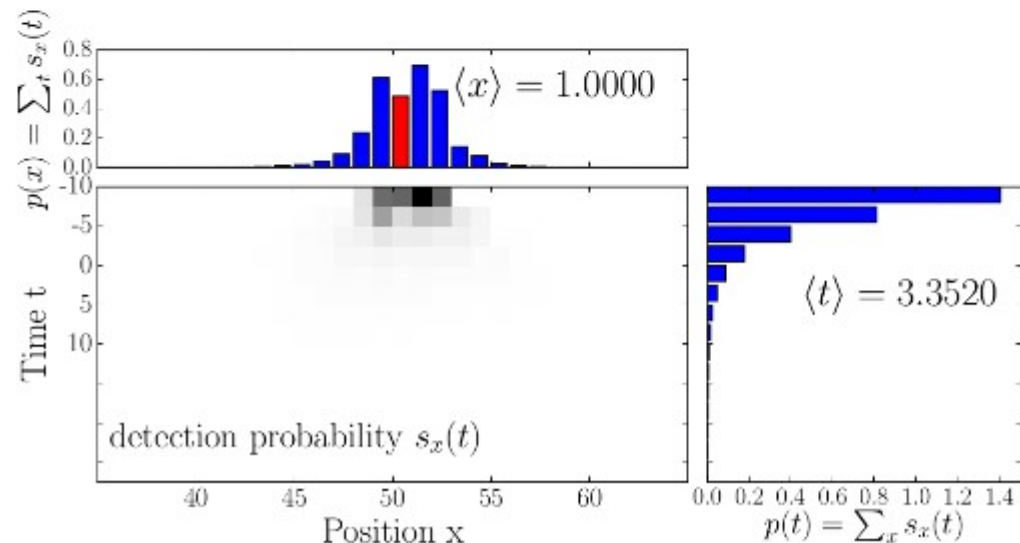 p(x) = ∑_t s_x(t)
0.8
0.6
0.4
0.2
0.0
⟨x⟩ = 1.0000
Time t
-10
-5
0
5
10
detection probability s_x(t)
40 45 50 55 60
Position x
⟨t⟩ = 3.3520
0.0 0.2 0.4 0.6 0.8 1.0 1.2 1.4
p(t) = ∑_x s_x(t)